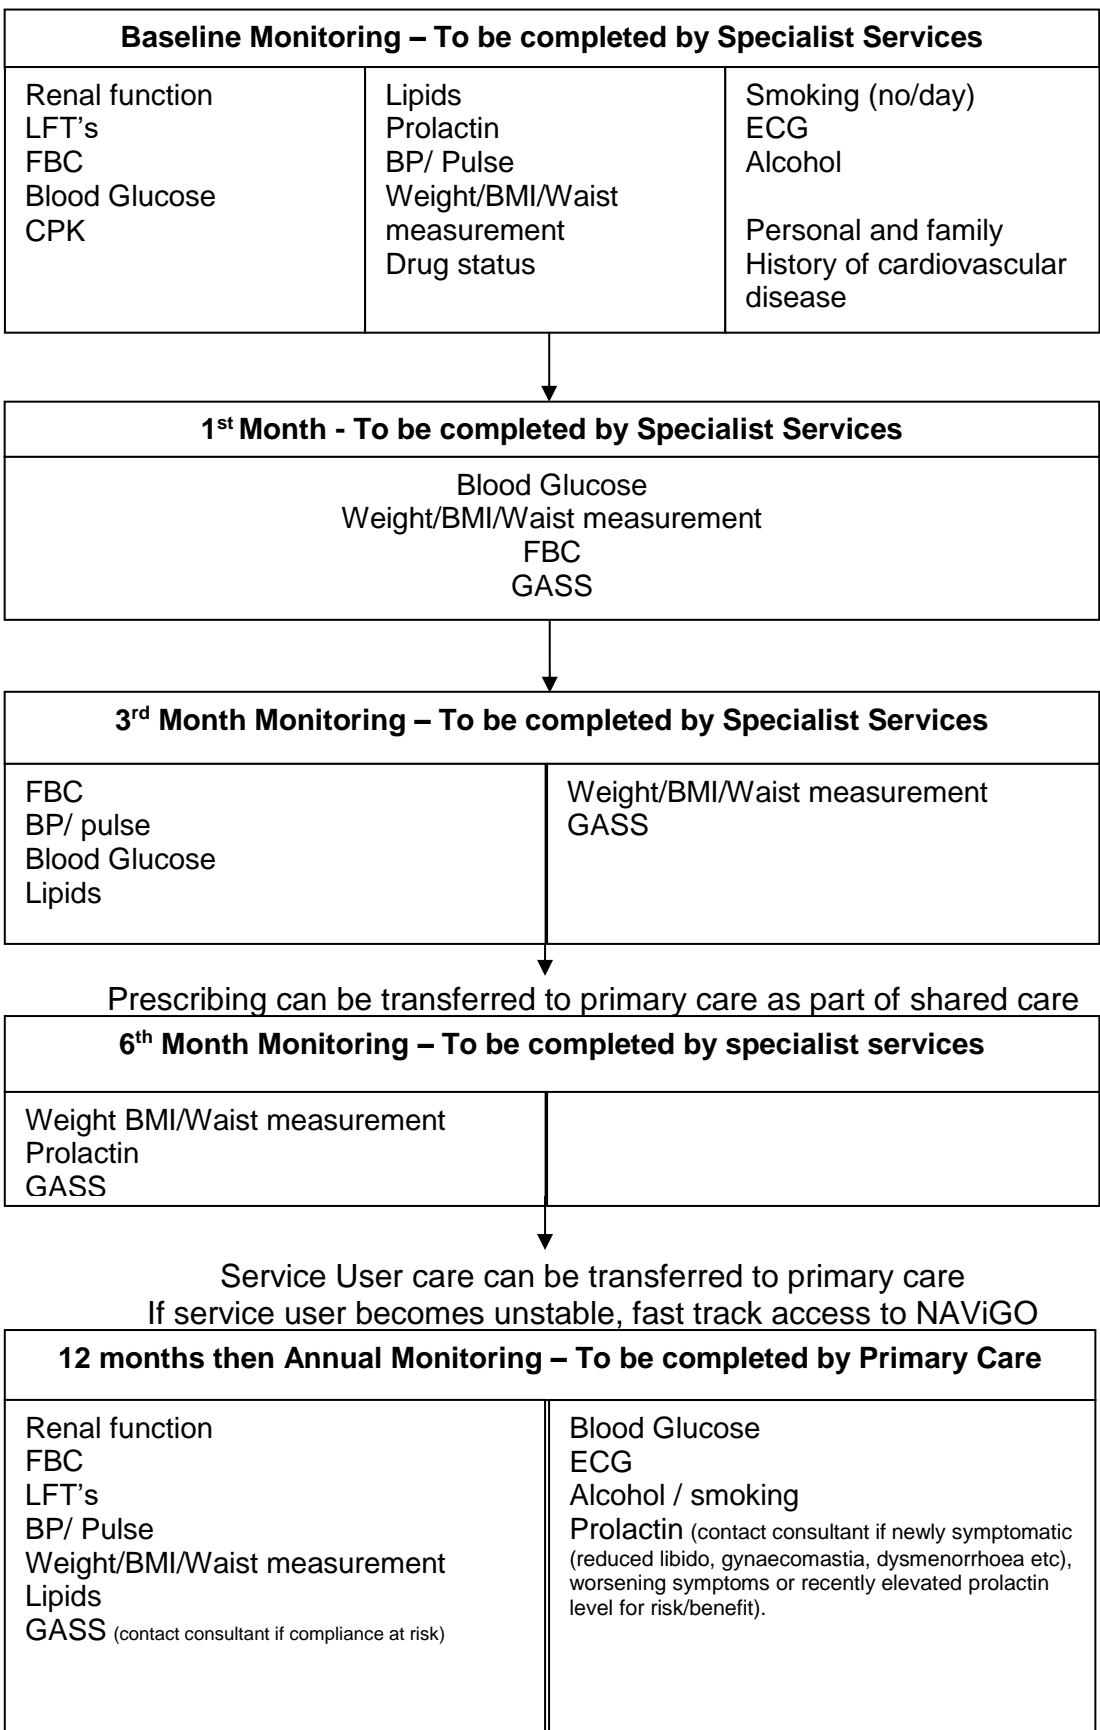 Baseline Monitoring – To be completed by Specialist Services
Renal function
LFT's
FBC
Blood Glucose
CPK
Lipids
Prolactin
BP/ Pulse
Weight/BMI/Waist
measurement
Drug status
Smoking (no/day)
ECG
Alcohol
Personal and family
History of cardiovascular
disease
1st Month - To be completed by Specialist Services
Blood Glucose
Weight/BMI/Waist measurement
FBC
GASS
3rd Month Monitoring – To be completed by Specialist Services
FBC
BP/ pulse
Blood Glucose
Lipids
Weight/BMI/Waist measurement
GASS
Prescribing can be transferred to primary care as part of shared care
6th Month Monitoring – To be completed by specialist services
Weight BMI/Waist measurement
Prolactin
GASS
Service User care can be transferred to primary care
If service user becomes unstable, fast track access to NAViGO
12 months then Annual Monitoring – To be completed by Primary Care
Renal function
FBC
LFT's
BP/ Pulse
Weight/BMI/Waist measurement
Lipids
GASS (contact consultant if compliance at risk)
Blood Glucose
ECG
Alcohol / smoking
Prolactin (contact consultant if newly symptomatic
(reduced libido, gynaecomastia, dysmenorrhoea etc),
worsening symptoms or recently elevated prolactin
level for risk/benefit).